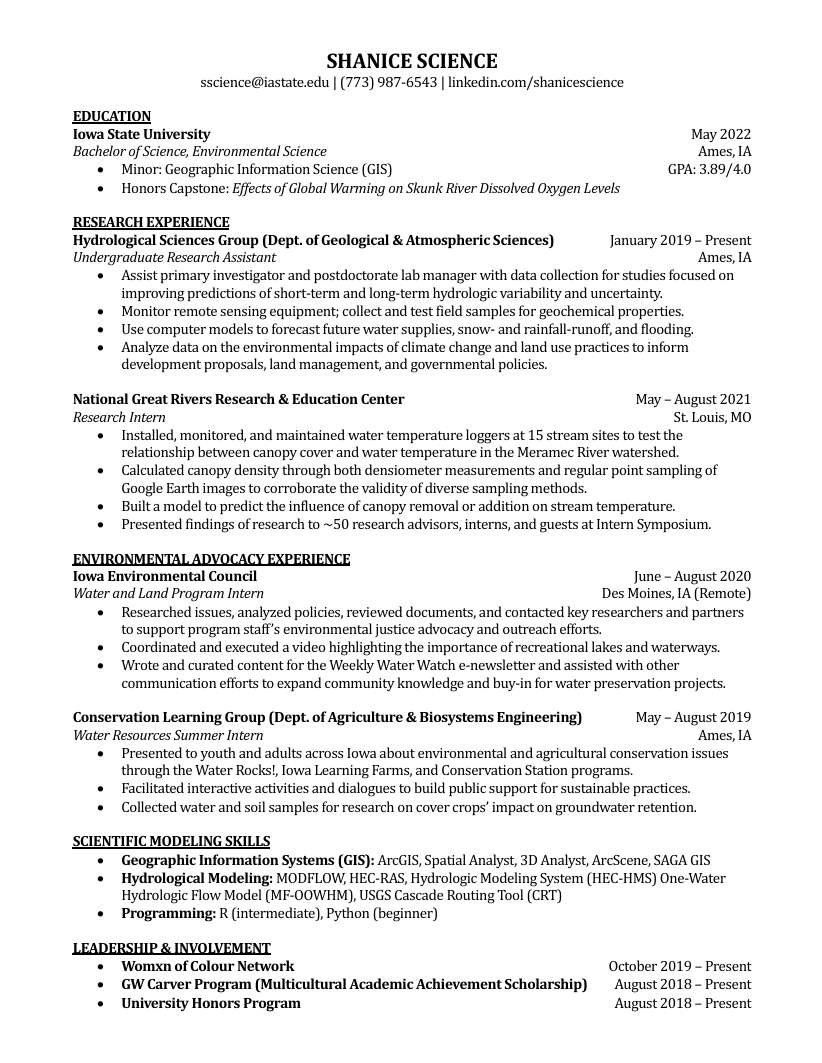 SHANICE SCIENCE
sscience@iastate.edu | (773) 987-6543 | linkedin.com/shanicescience
EDUCATION
Iowa State University May 2022
Bachelor of Science, Environmental Science Ames, IA
• Minor: Geographic Information Science (GIS) GPA: 3.89/4.0
• Honors Capstone: Effects of Global Warming on Skunk River Dissolved Oxygen Levels
RESEARCH EXPERIENCE
Hydrological Sciences Group (Dept. of Geological & Atmospheric Sciences) January 2019 – Present
Undergraduate Research Assistant Ames, IA
• Assist primary investigator and postdoctorate lab manager with data collection for studies focused on
improving predictions of short-term and long-term hydrologic variability and uncertainty.
• Monitor remote sensing equipment; collect and test field samples for geochemical properties.
• Use computer models to forecast future water supplies, snow- and rainfall-runoff, and flooding.
• Analyze data on the environmental impacts of climate change and land use practices to inform
development proposals, land management, and governmental policies.
National Great Rivers Research & Education Center May – August 2021
Research Intern St. Louis, MO
• Installed, monitored, and maintained water temperature loggers at 15 stream sites to test the
relationship between canopy cover and water temperature in the Meramec River watershed.
• Calculated canopy density through both densiometer measurements and regular point sampling of
Google Earth images to corroborate the validity of diverse sampling methods.
• Built a model to predict the influence of canopy removal or addition on stream temperature.
• Presented findings of research to ~50 research advisors, interns, and guests at Intern Symposium.
ENVIRONMENTAL ADVOCACY EXPERIENCE
Iowa Environmental Council June – August 2020
Water and Land Program Intern Des Moines, IA (Remote)
• Researched issues, analyzed policies, reviewed documents, and contacted key researchers and partners
to support program staff’s environmental justice advocacy and outreach efforts.
• Coordinated and executed a video highlighting the importance of recreational lakes and waterways.
• Wrote and curated content for the Weekly Water Watch e-newsletter and assisted with other
communication efforts to expand community knowledge and buy-in for water preservation projects.
Conservation Learning Group (Dept. of Agriculture & Biosystems Engineering) May – August 2019
Water Resources Summer Intern Ames, IA
• Presented to youth and adults across Iowa about environmental and agricultural conservation issues
through the Water Rocks!, Iowa Learning Farms, and Conservation Station programs.
• Facilitated interactive activities and dialogues to build public support for sustainable practices.
• Collected water and soil samples for research on cover crops’ impact on groundwater retention.
SCIENTIFIC MODELING SKILLS
• Geographic Information Systems (GIS): ArcGIS, Spatial Analyst, 3D Analyst, ArcScene, SAGA GIS
• Hydrological Modeling: MODFLOW, HEC-RAS, Hydrologic Modeling System (HEC-HMS) One-Water
Hydrologic Flow Model (MF-OOWHM), USGS Cascade Routing Tool (CRT)
• Programming: R (intermediate), Python (beginner)
LEADERSHIP & INVOLVEMENT
• Womxn of Colour Network October 2019 – Present
• GW Carver Program (Multicultural Academic Achievement Scholarship) August 2018 – Present
• University Honors Program August 2018 – Present